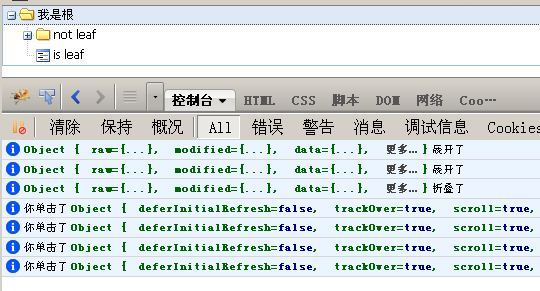 我是根
not leaf
is leaf
控制台 HTML CSS 脚本 DOM 网络 Coo…
清除 保持 概况 All 错误 警告 消息 调试信息 Cookies
Object { raw={...}, modified={...}, data={...}, 更多...} 展开了
Object { raw={...}, modified={...}, data={...}, 更多...} 展开了
Object { raw={...}, modified={...}, data={...}, 更多...} 折叠了
你单击了 Object { deferInitialRefresh=false, trackOver=true, scroll=true,
你单击了 Object { deferInitialRefresh=false, trackOver=true, scroll=true,
你单击了 Object { deferInitialRefresh=false, trackOver=true, scroll=true,
你单击了 Object { deferInitialRefresh=false, trackOver=true, scroll=true,